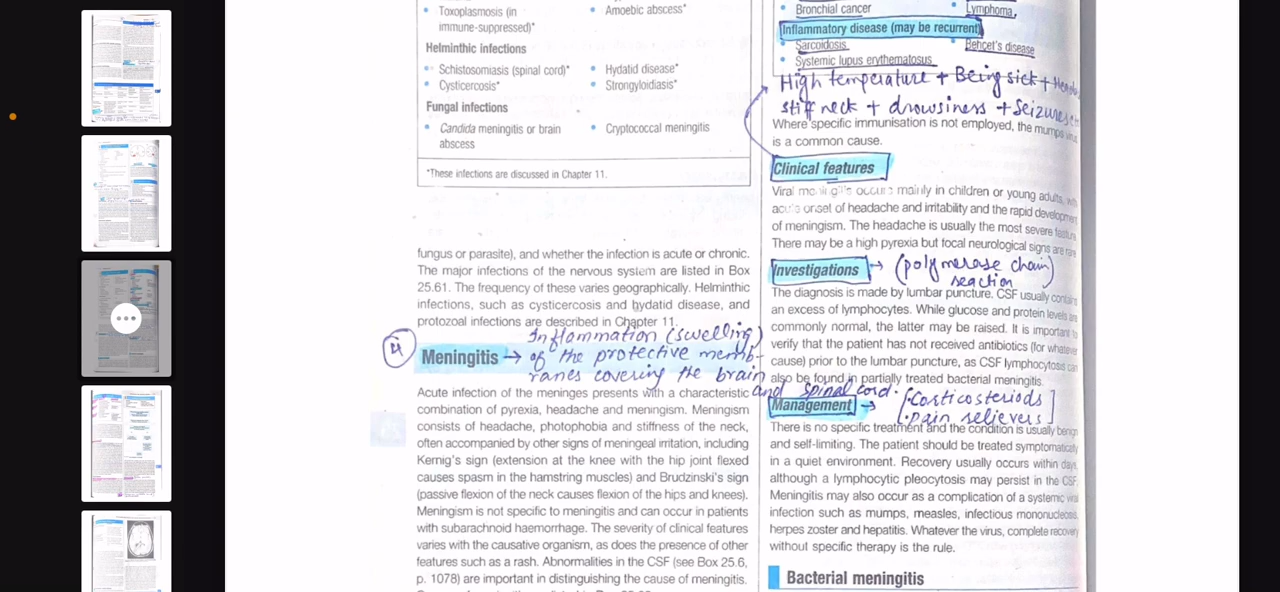 • Toxoplasmosis (in
immune-suppressed)*
• Amoebic abscess*
Helminthic infections
• Schistosomiasis (spinal cord)*
• Hydatid disease*
Cysticercosis*
• Strongyloidiasis*
Fungal infections
• Candida meningitis or brain
abscess
• Cryptococcal meningitis
*These infections are discussed in Chapter 11.
fungus or parasite), and whether the infection is acute or chronic.
The major infections of the nervous system are listed in Box
25.61. The frequency of these varies geographically. Helminthic
infections, such as cysticercosis and hydatid disease, and
protozoal infections are described in Chapter 11.
Inflammation (swelling)
Meningitis → of the protective memb-
ranes covering the brain
and spinal cord.
Acute infection of the meninges presents with a characteristic
combination of pyrexia, headache and meningism. Meningism
consists of headache, photophobia and stiffness of the neck,
often accompanied by other signs of meningeal irritation, including
Kernig's sign (extension at the knee with the hip joint flexed
causes spasm in the hamstring muscles) and Brudzinski's sign
(passive flexion of the neck causes flexion of the hips and knees).
Meningism is not specific to meningitis and can occur in patients
with subarachnoid haemorrhage. The severity of clinical features
varies with the causative organism, as does the presence of other
features such as a rash. Abnormalities in the CSF (see Box 25.6,
p. 1078) are important in distinguishing the cause of meningitis.
• Bronchial cancer
• Lymphoma
Inflammatory disease (may be recurrent)
• Sarcoidosis
• Behçet's disease
• Systemic lupus erythematosus
High temperature + Being sick +
stiff neck + drowsiness + seizures
Where specific immunisation is not employed, the mumps virus
is a common cause.
Clinical features
Viral meningitis occurs mainly in children or young adults, with
acute onset of headache and irritability and the rapid development
of meningism. The headache is usually the most severe feature.
There may be a high pyrexia but focal neurological signs are rare
Investigations → (polymerase chain)
reaction
The diagnosis is made by lumbar puncture. CSF usually contains
an excess of lymphocytes. While glucose and protein levels are
commonly normal, the latter may be raised. It is important to
verify that the patient has not received antibiotics (for whatever
cause) prior to the lumbar puncture, as CSF lymphocytosis can
also be found in partially treated bacterial meningitis.
Management → [• Corticosteriods
• Pain relievers]
There is no specific treatment and the condition is usually benign
and self-limiting. The patient should be treated symptomatically
in a quiet environment. Recovery usually occurs within days,
although a lymphocytic pleocytosis may persist in the CSF.
Meningitis may also occur as a complication of a systemic viral
infection such as mumps, measles, infectious mononucleosis,
herpes zoster and hepatitis. Whatever the virus, complete recovery
without specific therapy is the rule.
Bacterial meningitis